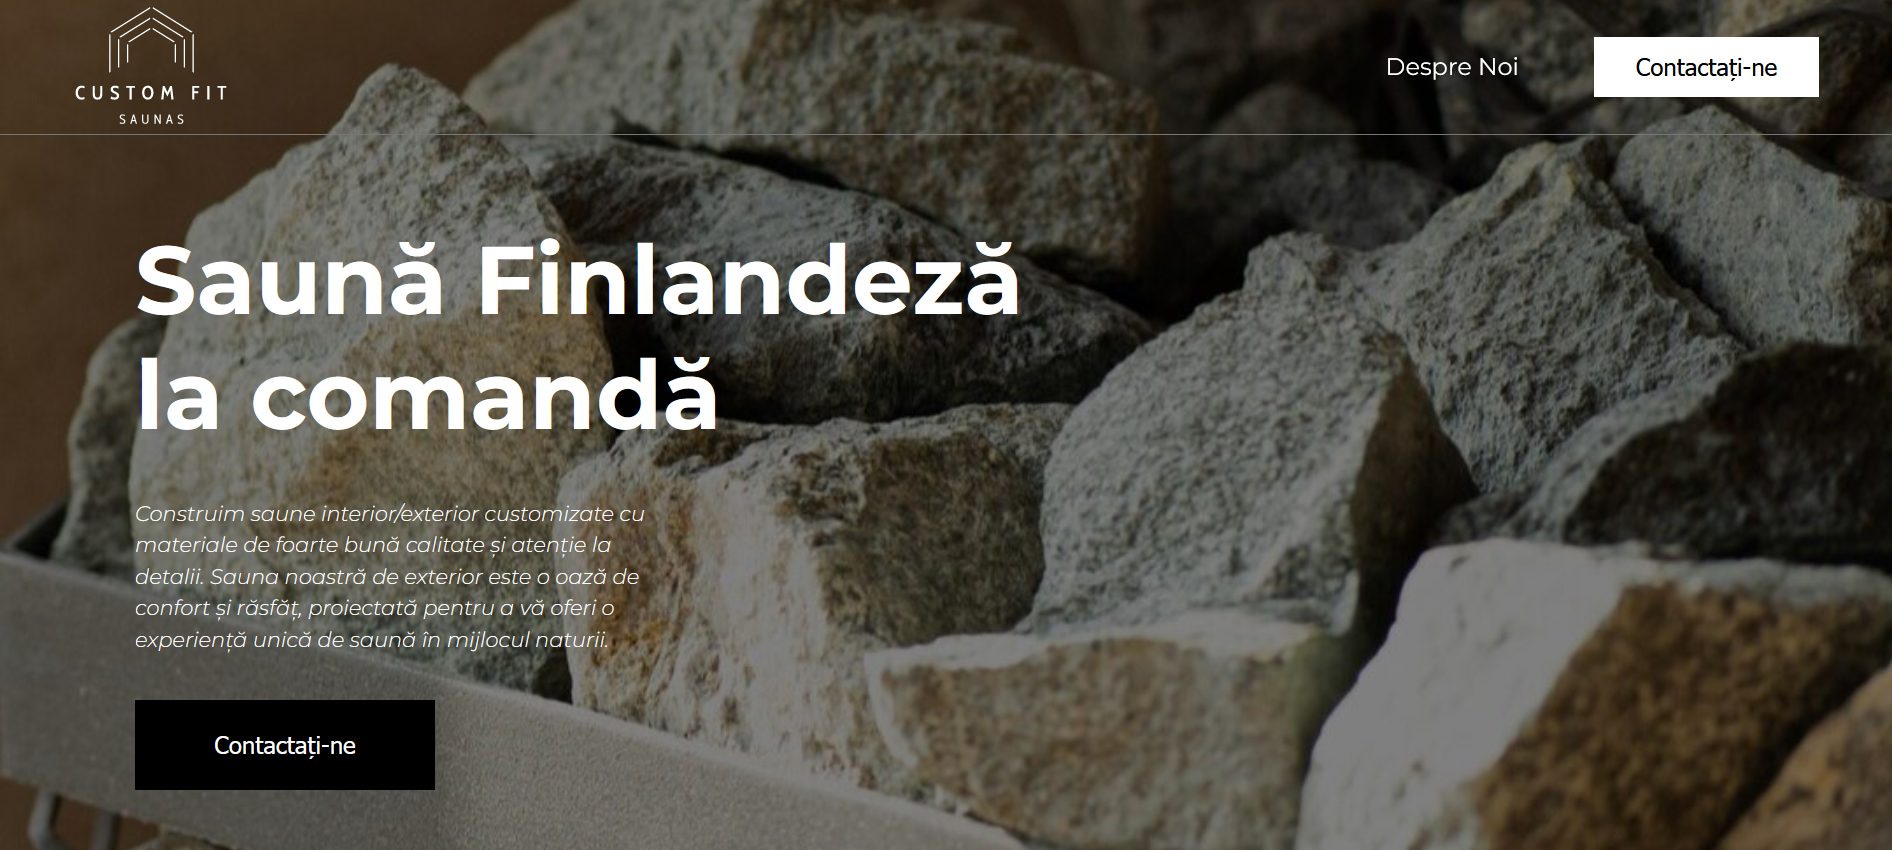 CUSTOM FIT
SAUNAS
Despre Noi
Contactați-ne
Saună Finlandeză
la comandă
Construim saune interior/exterior customizate cu
materiale de foarte bună calitate și atenție la
detalii. Sauna noastră de exterior este o oază de
confort și răsfăț, proiectată pentru a vă oferi o
experiență unică de saună în mijlocul naturii.
Contactați-ne